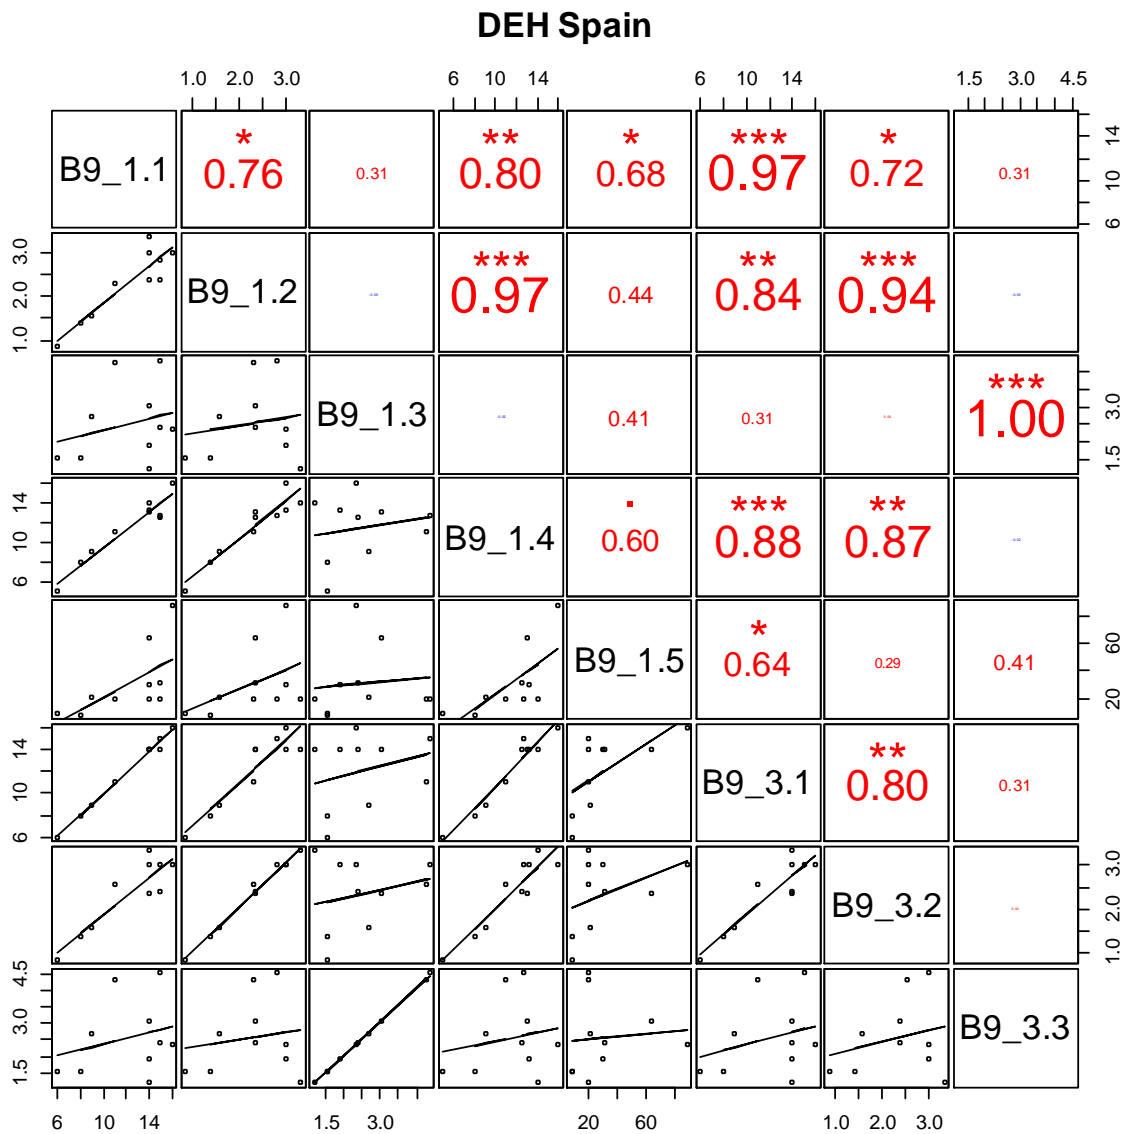 DEH Spain
1.0 2.0 3.0 6 10 14 6 10 14 1.5 3.0 4.5
* ** * *** *
B9_1.1 0.76 0.31 0.80 0.68 0.97 0.72 0.31 6 10 14
*** ** ***
1.0 2.0 3.0 B9_1.2 0.97 0.44 0.84 0.94
***
B9_1.3 0.41 0.31 1.00 1.5 3.0
. *** **
6 10 14 B9_1.4 0.60 0.88 0.87
*
B9_1.5 0.64 0.29 0.41 20 60
**
6 10 14 B9_3.1 0.80 0.31
B9_3.2 1.0 2.0 3.0
1.5 3.0 4.5 B9_3.3
6 10 14 1.5 3.0 20 60 1.0 2.0 3.0